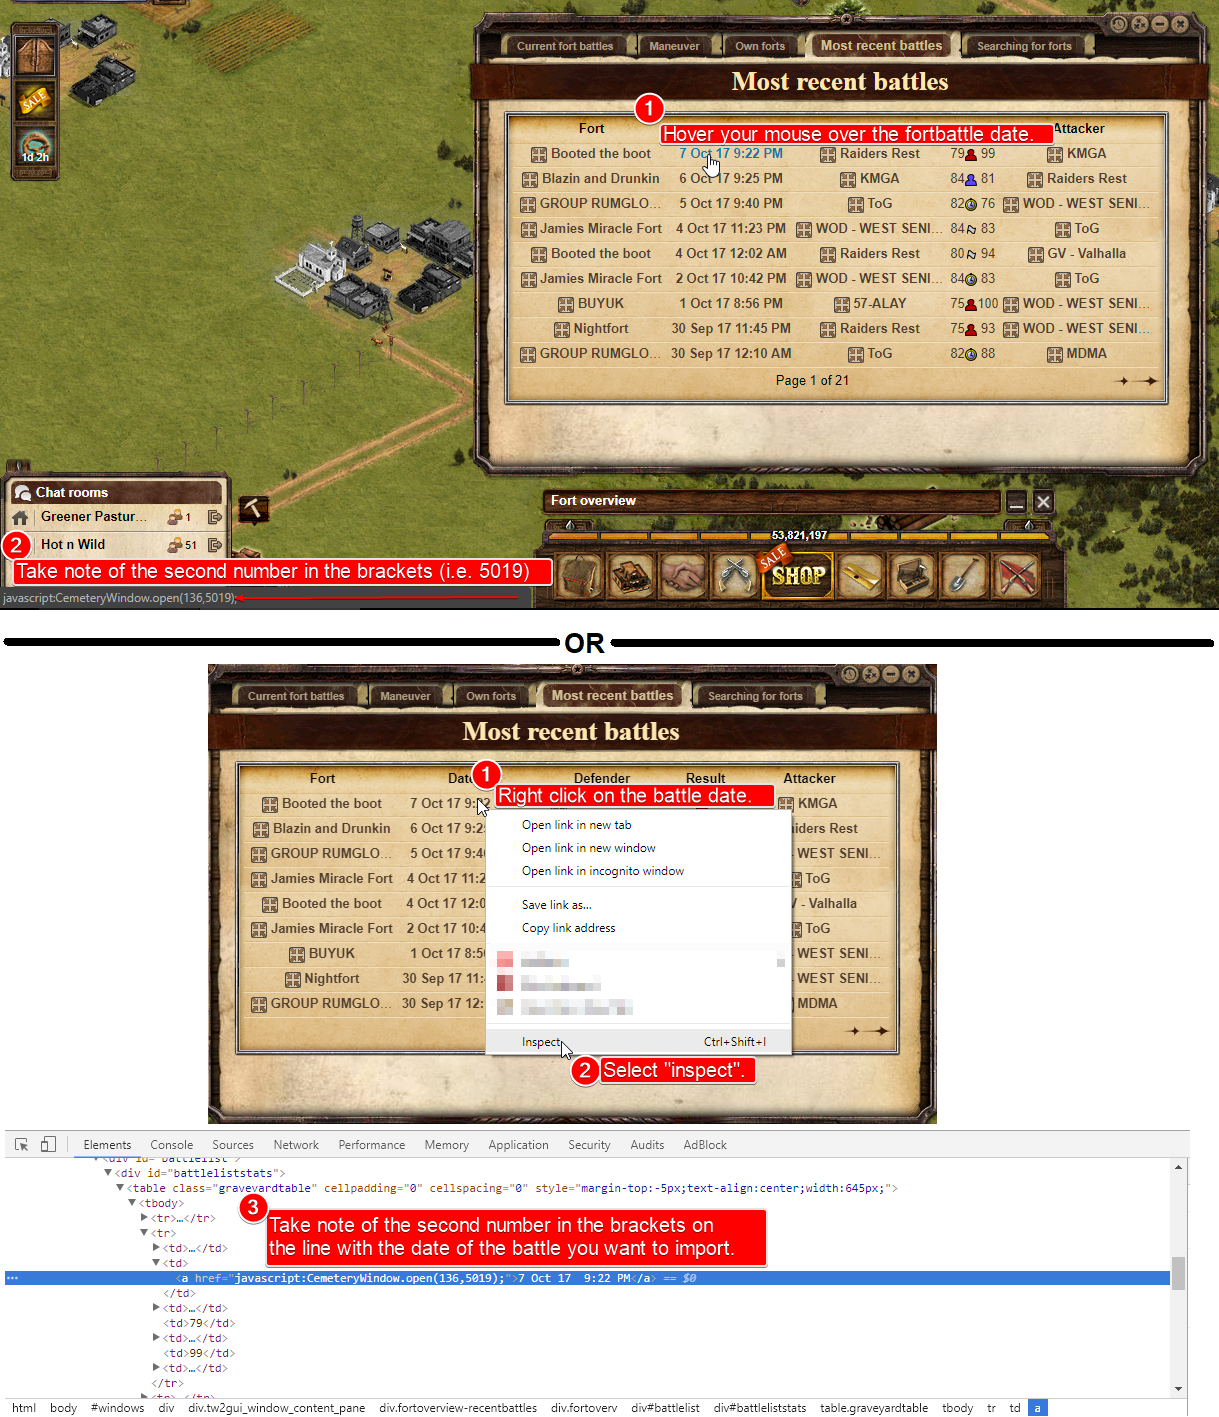 Current fort battles Maneuver Own forts Most recent battles Searching for forts
Most recent battles
1
Hover your mouse over the fortbattle date.
Fort Attacker
Booted the boot 7 Oct 17 9:22 PM Raiders Rest 79 99 KMGA
Blazin and Drunkin 6 Oct 17 9:25 PM KMGA 84 81 Raiders Rest
GROUP RUMGLO... 5 Oct 17 9:40 PM ToG 82 76 WOD - WEST SENI...
Jamies Miracle Fort 4 Oct 17 11:23 PM WOD - WEST SENI... 84 83 ToG
Booted the boot 4 Oct 17 12:02 AM Raiders Rest 80 94 GV - Valhalla
Jamies Miracle Fort 2 Oct 17 10:42 PM WOD - WEST SENI... 84 83 ToG
BUYUK 1 Oct 17 8:56 PM 57-ALAY 75 100 WOD - WEST SENI...
Nightfort 30 Sep 17 11:45 PM Raiders Rest 75 93 WOD - WEST SENI...
GROUP RUMGLO... 30 Sep 17 12:10 AM ToG 82 88 MDMA
Page 1 of 21
SALE
1d 2h
Chat rooms
Greener Pastur... 1
Hot n Wild 51
2
Take note of the second number in the brackets (i.e. 5019)
javascript:CemeteryWindow.open(136,5019);
Fort overview
53,821,197
SALE
SHOP
OR
Current fort battles Maneuver Own forts Most recent battles Searching for forts
Most recent battles
Fort Date Defender Result Attacker
1
Right click on the battle date.
Booted the boot 7 Oct 17 9:22 KMGA
Blazin and Drunkin 6 Oct 17 9:2 aiders Rest
GROUP RUMGLO... 5 Oct 17 9:4 - WEST SENI...
Jamies Miracle Fort 4 Oct 17 11:2 ToG
Booted the boot 4 Oct 17 12:0 V - Valhalla
Jamies Miracle Fort 2 Oct 17 10:4 ToG
BUYUK 1 Oct 17 8:5 - WEST SENI...
Nightfort 30 Sep 17 11: - WEST SENI...
GROUP RUMGLO... 30 Sep 17 12: MDMA
Open link in new tab
Open link in new window
Open link in incognito window
Save link as...
Copy link address
Inspect Ctrl+Shift+I
2
Select "inspect".
Elements Console Sources Network Performance Memory Application Security Audits AdBlock
<div id="battlelist">
<div id="battleliststats">
<table class="graveyardtable" cellpadding="0" cellspacing="0" style="margin-top:-5px;text-align:center;width:645px;">
<tbody>
<tr>…</tr>
<tr>
<td>…</td>
<td>
<a href="javascript:CemeteryWindow.open(136,5019);">7 Oct 17  9:22 PM</a> == $0
</td>
<td>…</td>
<td>79</td>
<td>…</td>
<td>99</td>
<td>…</td>
</tr>
3
Take note of the second number in the brackets on
the line with the date of the battle you want to import.
html body #windows div div.tw2gui_window_content_pane div.fortoverview-recentbattles div.fortoverv div#battlelist div#battleliststats table.graveyardtable tbody tr td a